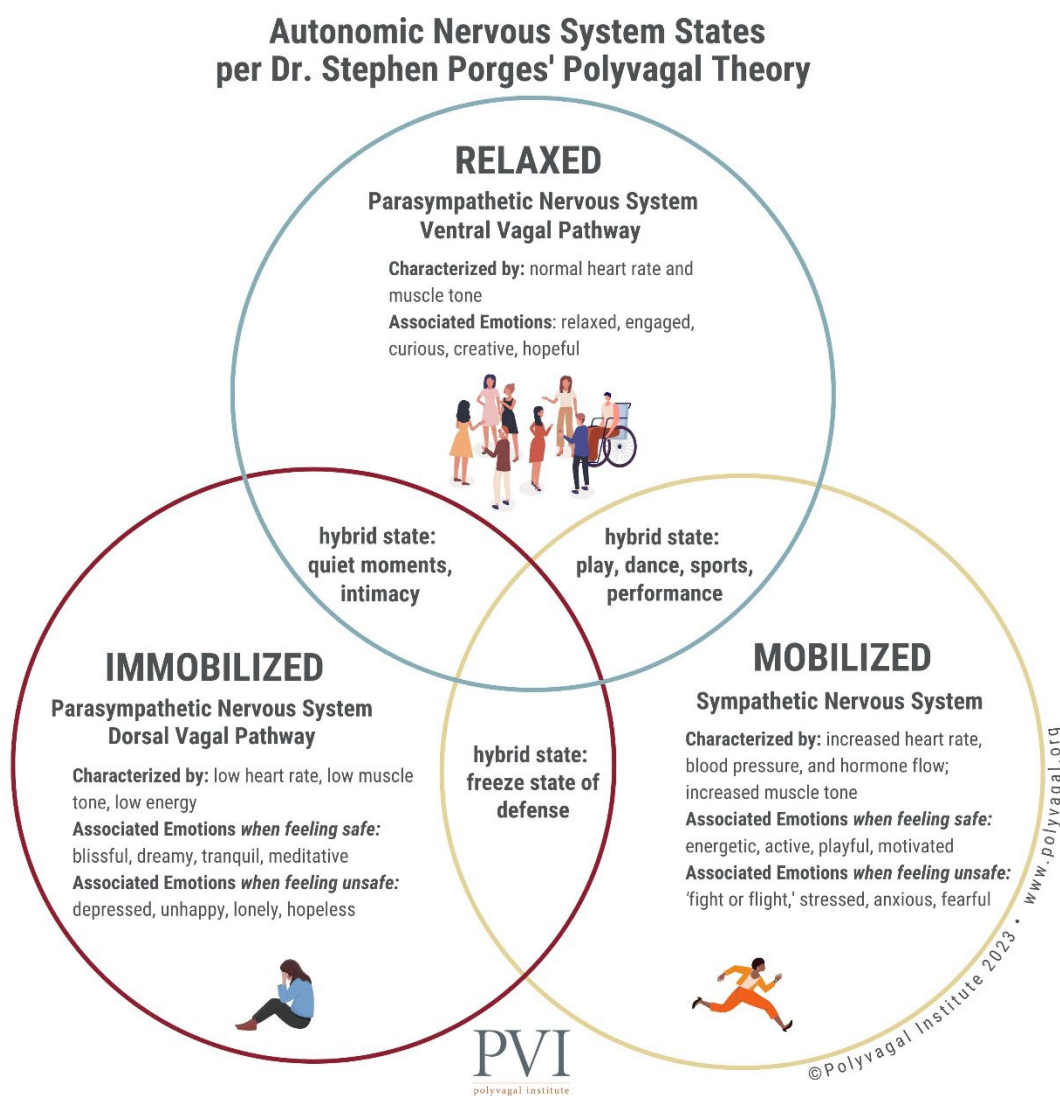 Autonomic Nervous System States
per Dr. Stephen Porges' Polyvagal Theory
RELAXED
Parasympathetic Nervous System
Ventral Vagal Pathway
Characterized by: normal heart rate and
muscle tone
Associated Emotions: relaxed, engaged,
curious, creative, hopeful
hybrid state:
quiet moments,
intimacy
hybrid state:
play, dance, sports,
performance
IMMOBILIZED
Parasympathetic Nervous System
Dorsal Vagal Pathway
Characterized by: low heart rate, low muscle
tone, low energy
Associated Emotions when feeling safe:
blissful, dreamy, tranquil, meditative
Associated Emotions when feeling unsafe:
depressed, unhappy, lonely, hopeless
hybrid state:
freeze state of
defense
MOBILIZED
Sympathetic Nervous System
Characterized by: increased heart rate,
blood pressure, and hormone flow;
increased muscle tone
Associated Emotions when feeling safe:
energetic, active, playful, motivated
Associated Emotions when feeling unsafe:
'fight or flight,' stressed, anxious, fearful
©Polyvagal Institute 2023 • www.polyvagal.org
PVI
polyvagal institute